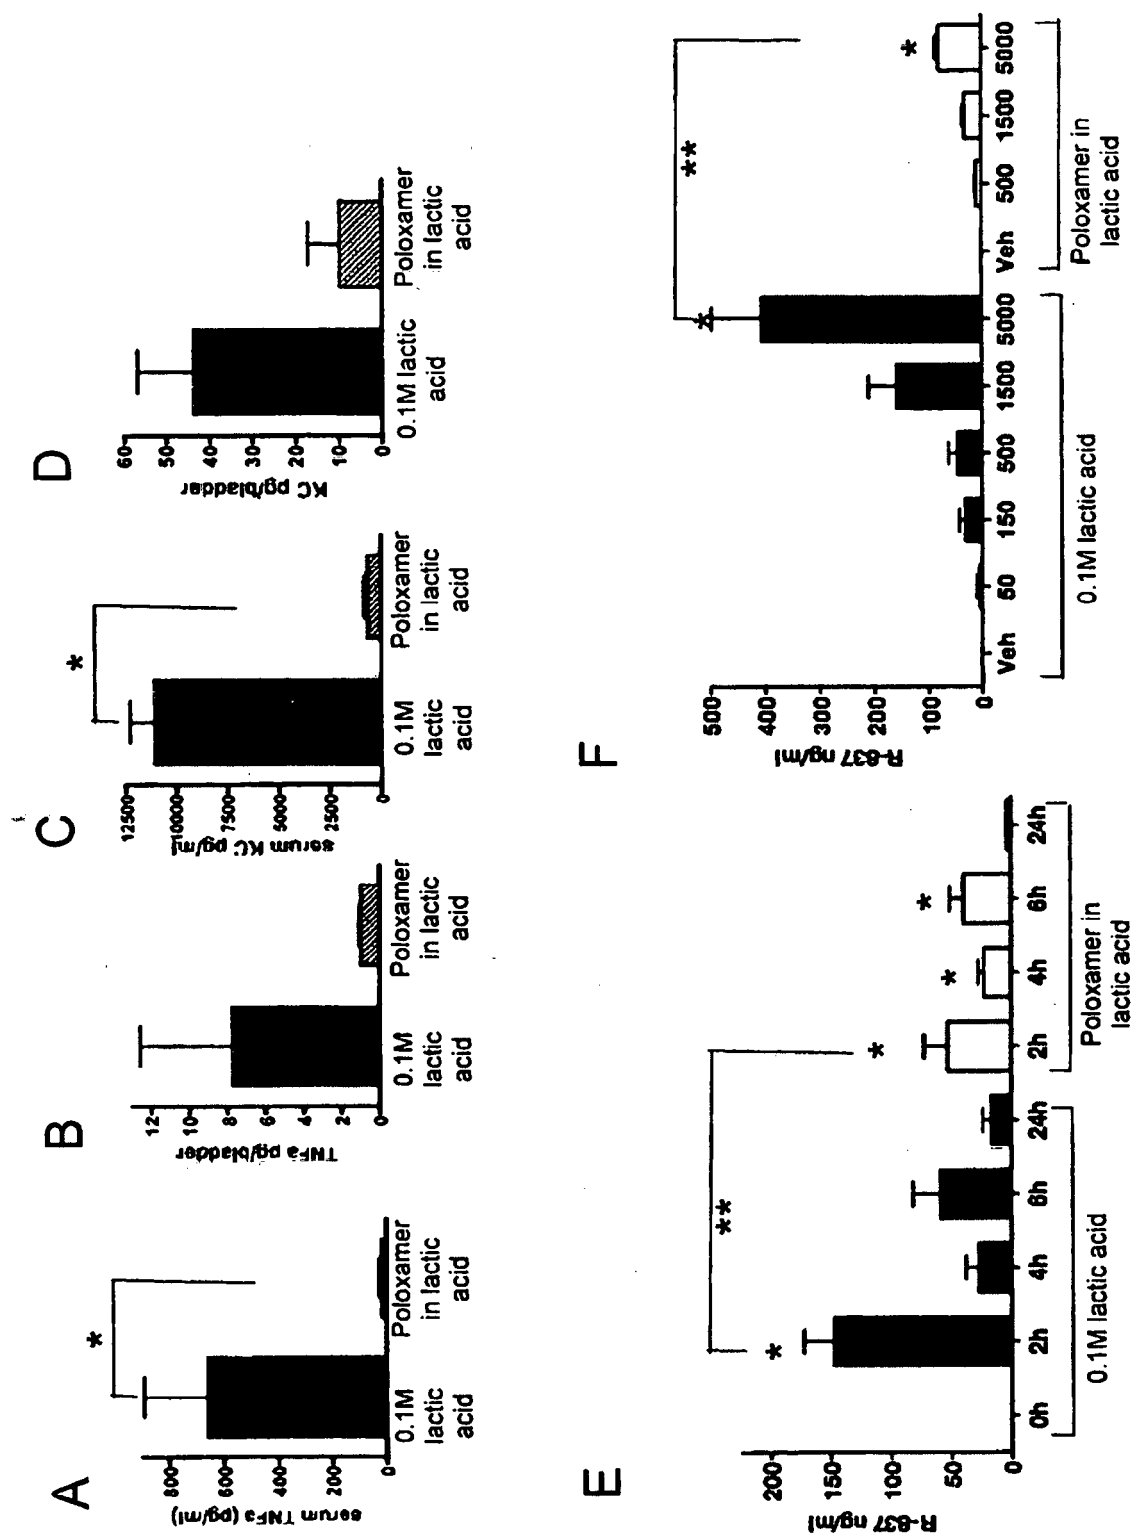 A
serum TNFa (pg/ml)
800
600
400
200
0
*
0.1M
lactic
acid
Poloxamer
in lactic
acid
B
TNFa pg/bladder
12
10
8
6
4
2
0
0.1M
lactic
acid
Poloxamer
in lactic
acid
C
serum KC pg/ml
12500
10000
7500
5000
2500
0
*
0.1M
lactic
acid
Poloxamer
in lactic
acid
D
KC pg/bladder
60
50
40
30
20
10
0
0.1M lactic
acid
Poloxamer
in lactic
acid
E
R-837 ng/ml
200
150
100
50
0
**
* * * *
0h 2h 4h 6h 24h 2h 4h 6h 24h
0.1M lactic acid
Poloxamer in
lactic acid
F
R-837 ng/ml
500
400
300
200
100
0
**
* *
Veh 50 150 500 1500 5000 Veh 500 1500 5000
0.1M lactic acid
Poloxamer in
lactic acid